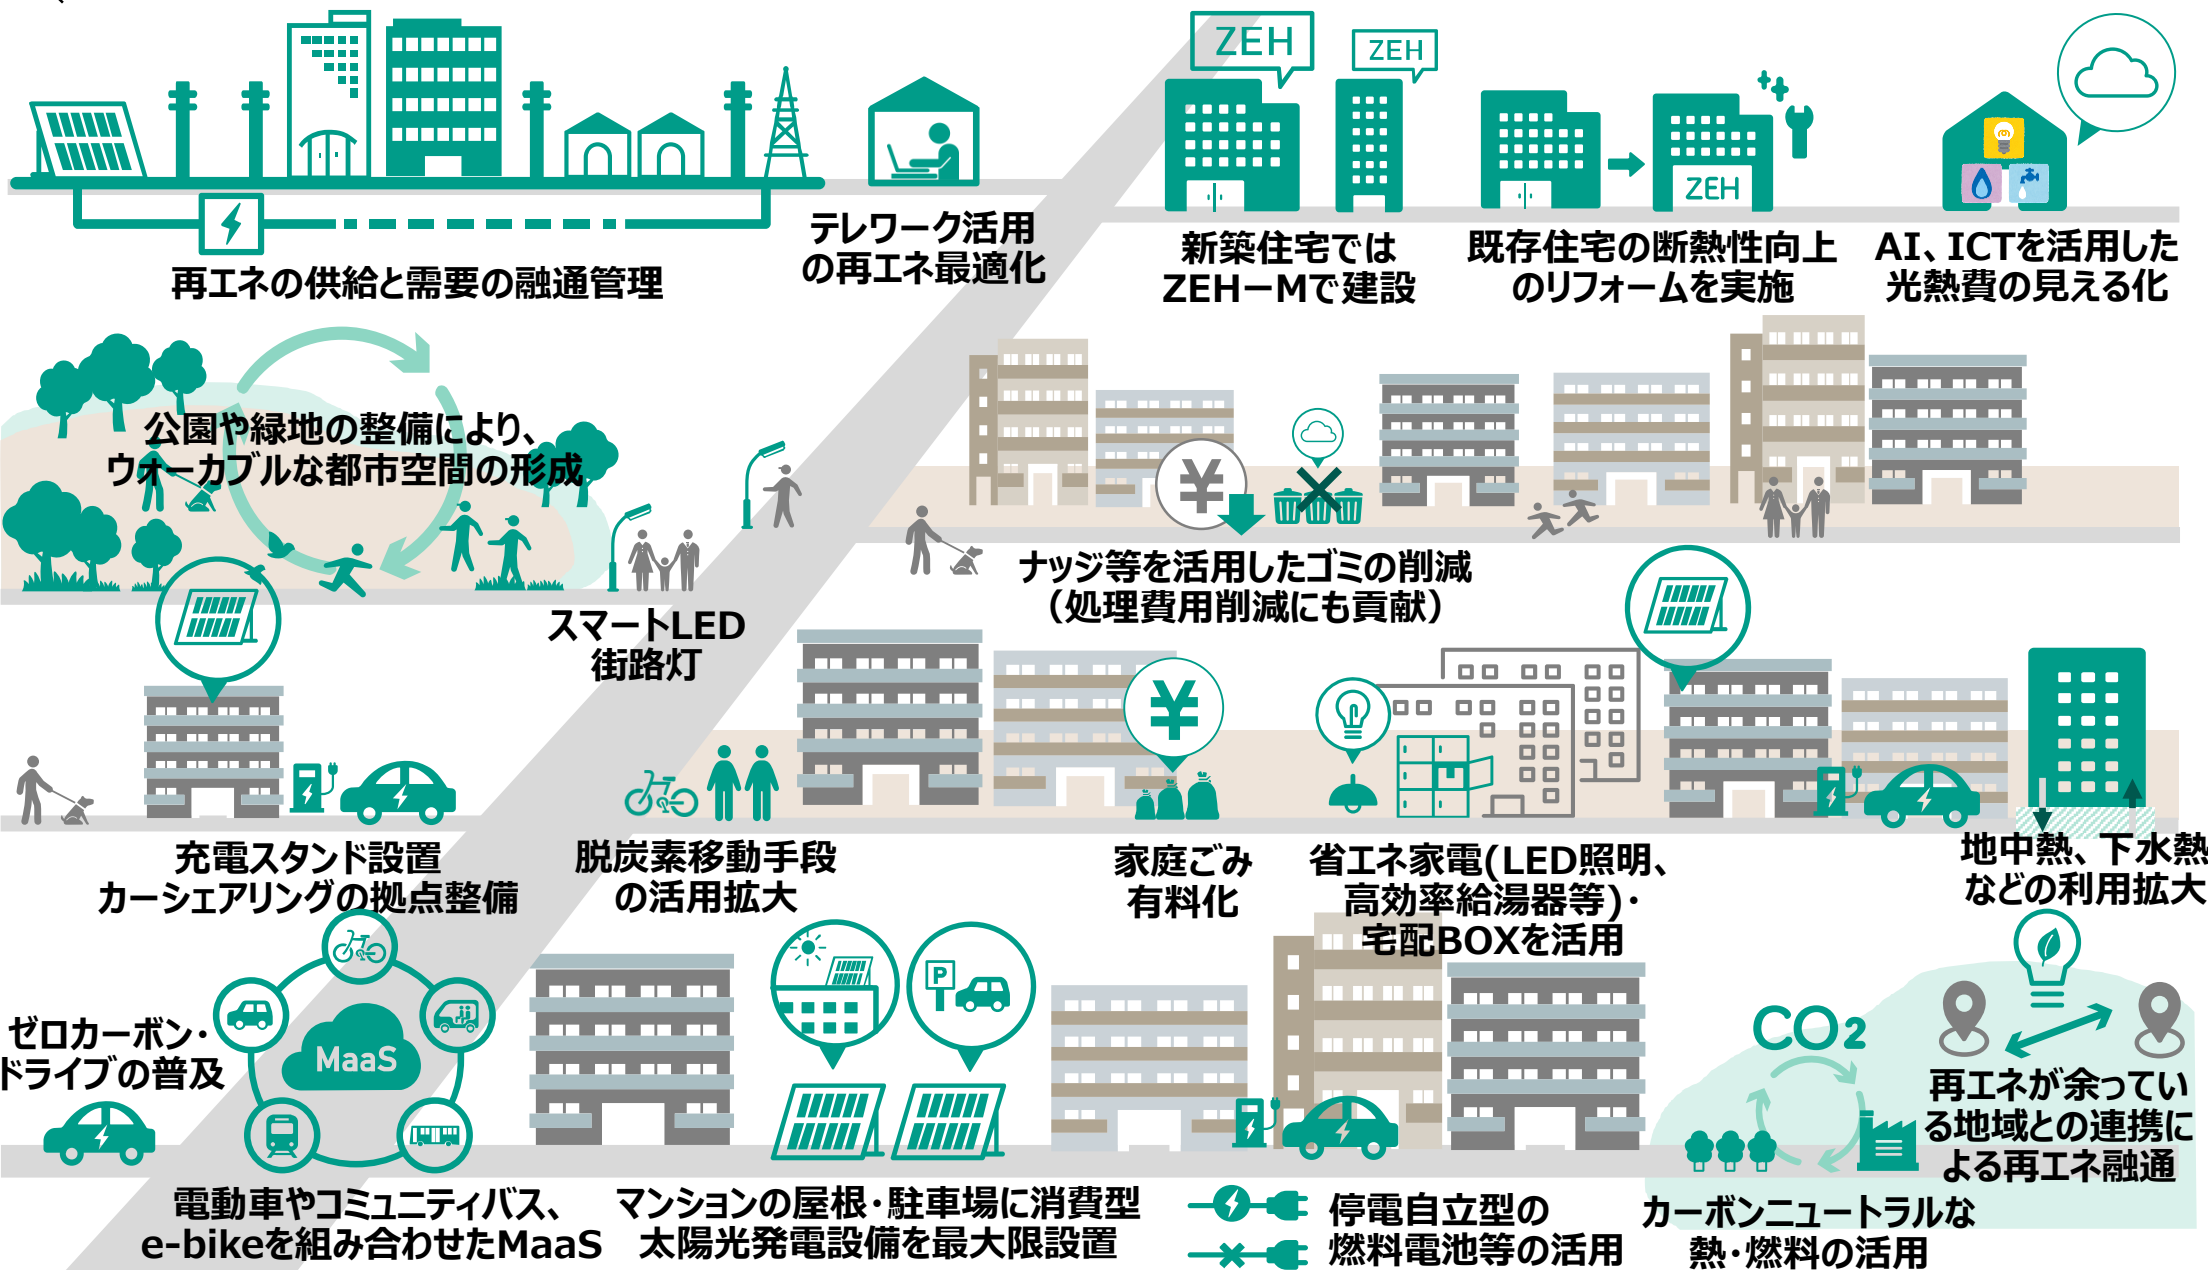 ZEH
ZEH
ZEH
再エネの供給と需要の融通管理
テレワーク活用
の再エネ最適化
新築住宅では
ZEHーMで建設
既存住宅の断熱性向上
のリフォームを実施
AI、ICTを活用した
光熱費の見える化
公園や緑地の整備により、
ウォーカブルな都市空間の形成
スマートLED
街路灯
¥
ナッジ等を活用したゴミの削減
（処理費用削減にも貢献）
充電スタンド設置
カーシェアリングの拠点整備
脱炭素移動手段
の活用拡大
¥
家庭ごみ
有料化
省エネ家電(LED照明、
高効率給湯器等)・
宅配BOXを活用
地中熱、下水熱
などの利用拡大
ゼロカーボン・
ドライブの普及
MaaS
電動車やコミュニティバス、
e-bikeを組み合わせたMaaS
P
マンションの屋根・駐車場に消費型
太陽光発電設備を最大限設置
停電自立型の
燃料電池等の活用
CO2
カーボンニュートラルな
熱・燃料の活用
再エネが余ってい
る地域との連携に
よる再エネ融通